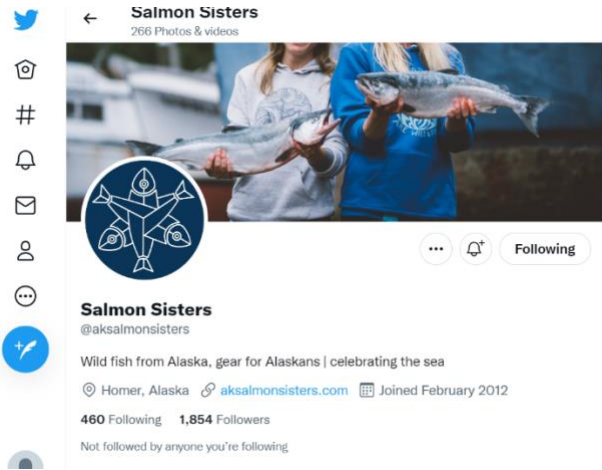 Salmon Sisters
266 Photos & videos
Following
Salmon Sisters
@aksalmonsisters
Wild fish from Alaska, gear for Alaskans | celebrating the sea
Homer, Alaska aksalmonsisters.com Joined February 2012
460 Following 1,854 Followers
Not followed by anyone you're following